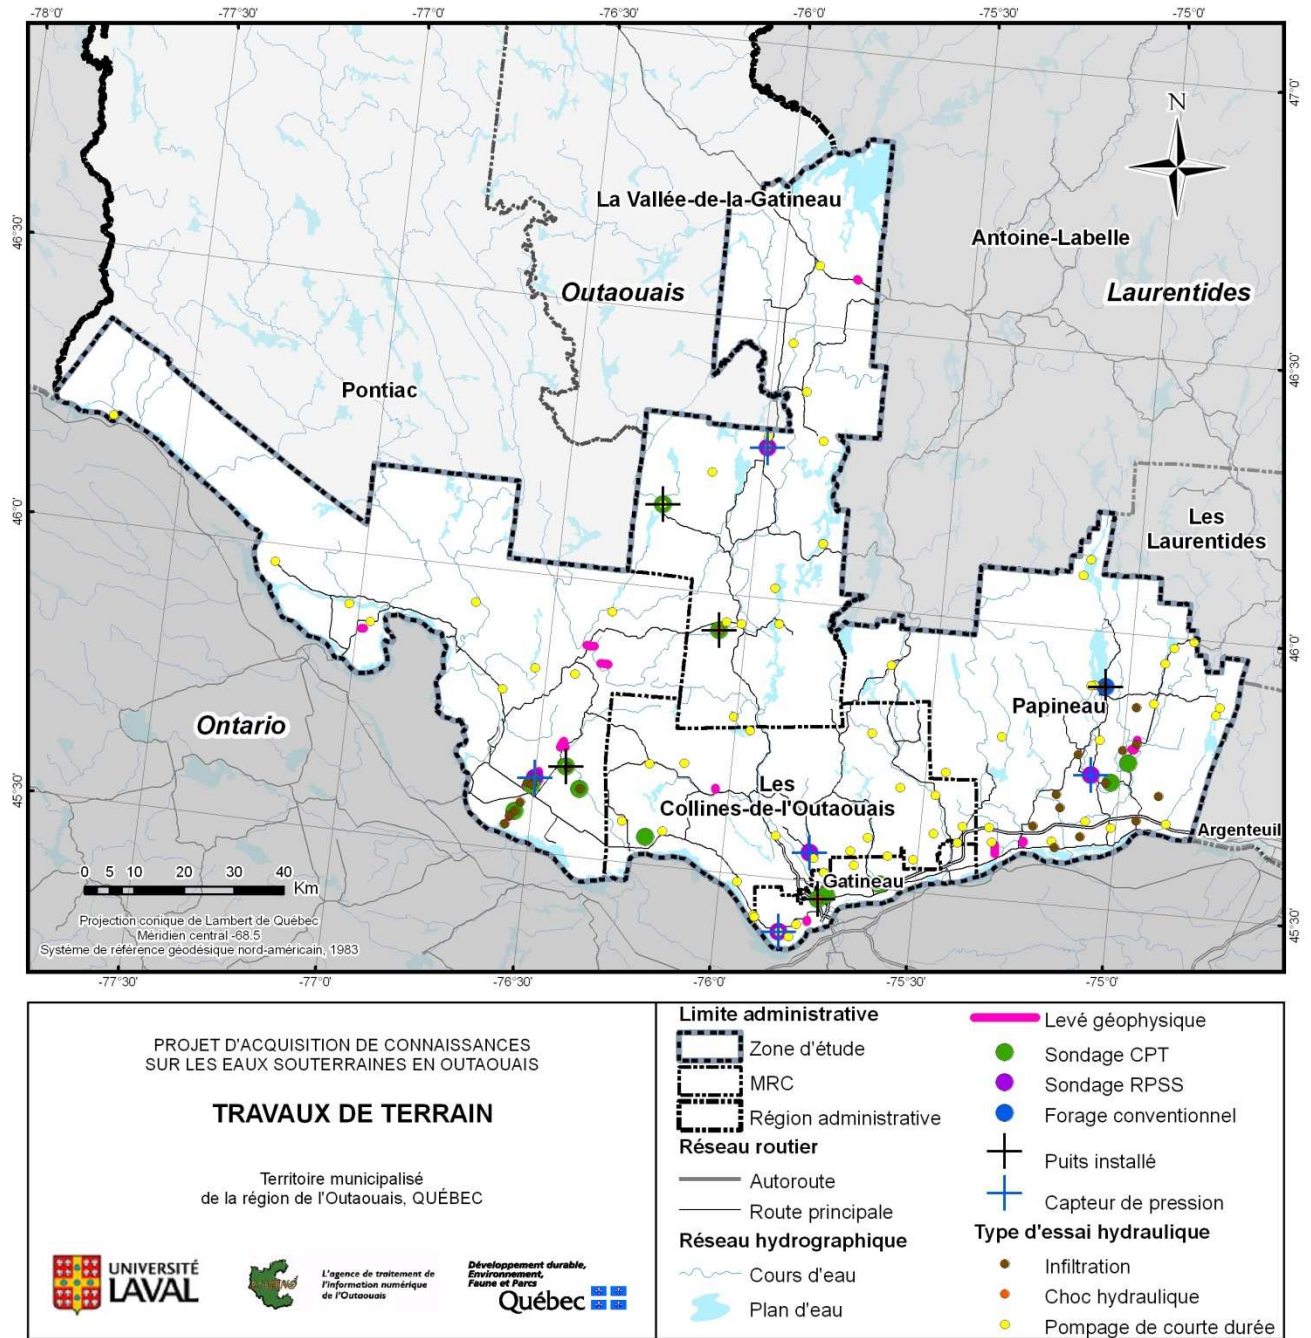 -78°0'
-77°30'
-77°0'
-76°30'
-76°0'
-75°30'
-75°0'
47°0'
N
La Vallée-de-la-Gatineau
Antoine-Labelle
46°30'
Outaouais
Laurentides
46°30'
Pontiac
46°0'
Les
Laurentides
46°0'
Papineau
Ontario
45°30'
Les
Collines-de-l'Outaouais
Argenteuil
Gatineau
0 5 10 20 30 40
Km
Projection conique de Lambert de Québec
Méridien central -68.5
Système de référence géodésique nord-américain, 1983
45°30'
-77°30'
-77°0'
-76°30'
-76°0'
-75°30'
-75°0'
PROJET D'ACQUISITION DE CONNAISSANCES
SUR LES EAUX SOUTERRAINES EN OUTAOUAIS
TRAVAUX DE TERRAIN
Territoire municipalisé
de la région de l'Outaouais, QUÉBEC
UNIVERSITÉ
LAVAL
L'agence de traitement de
l'information numérique
de l'Outaouais
Développement durable,
Environnement,
Faune et Parcs
Québec
Limite administrative
Zone d'étude
MRC
Région administrative
Réseau routier
Autoroute
Route principale
Réseau hydrographique
Cours d'eau
Plan d'eau
Levé géophysique
Sondage CPT
Sondage RPSS
Forage conventionnel
Puits installé
Capteur de pression
Type d'essai hydraulique
Infiltration
Choc hydraulique
Pompage de courte durée